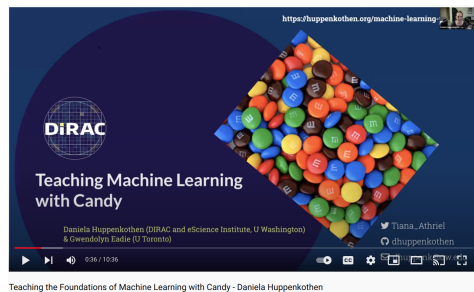 https://huppenkothen.org/machine-learning-
DiRAC
Teaching Machine Learning
with Candy
Daniela Huppenkothen (DIRAC and eScience Institute, U Washington)
& Gwendolyn Eadie (U Toronto)
Tiana_Athriel
dhuppenkothen
0:36 / 10:36
CC
Teaching the Foundations of Machine Learning with Candy - Daniela Huppenkothen